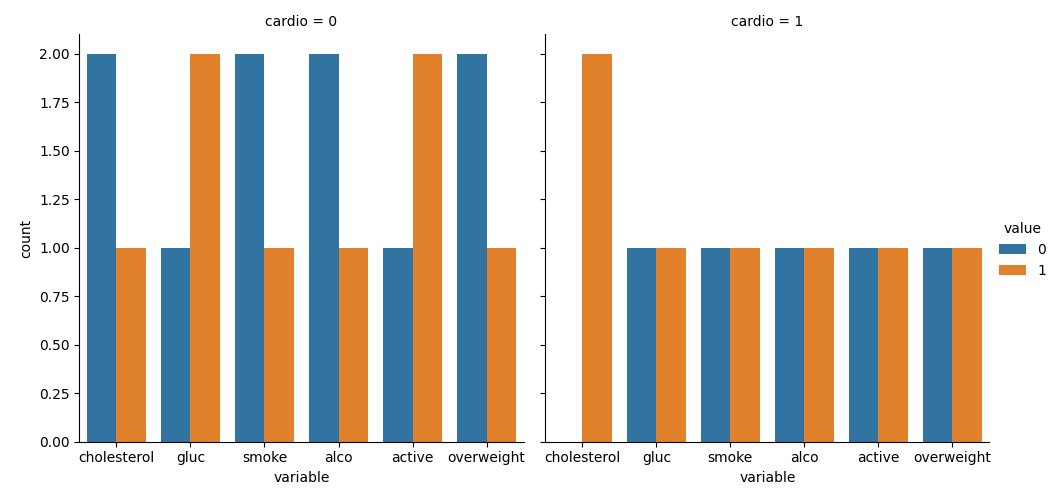 cardio = 0
cardio = 1
2.00
1.75
1.50
1.25
1.00
0.75
0.50
0.25
0.00
count
cholesterol gluc smoke alco active overweight
variable
cholesterol gluc smoke alco active overweight
variable
value
0
1